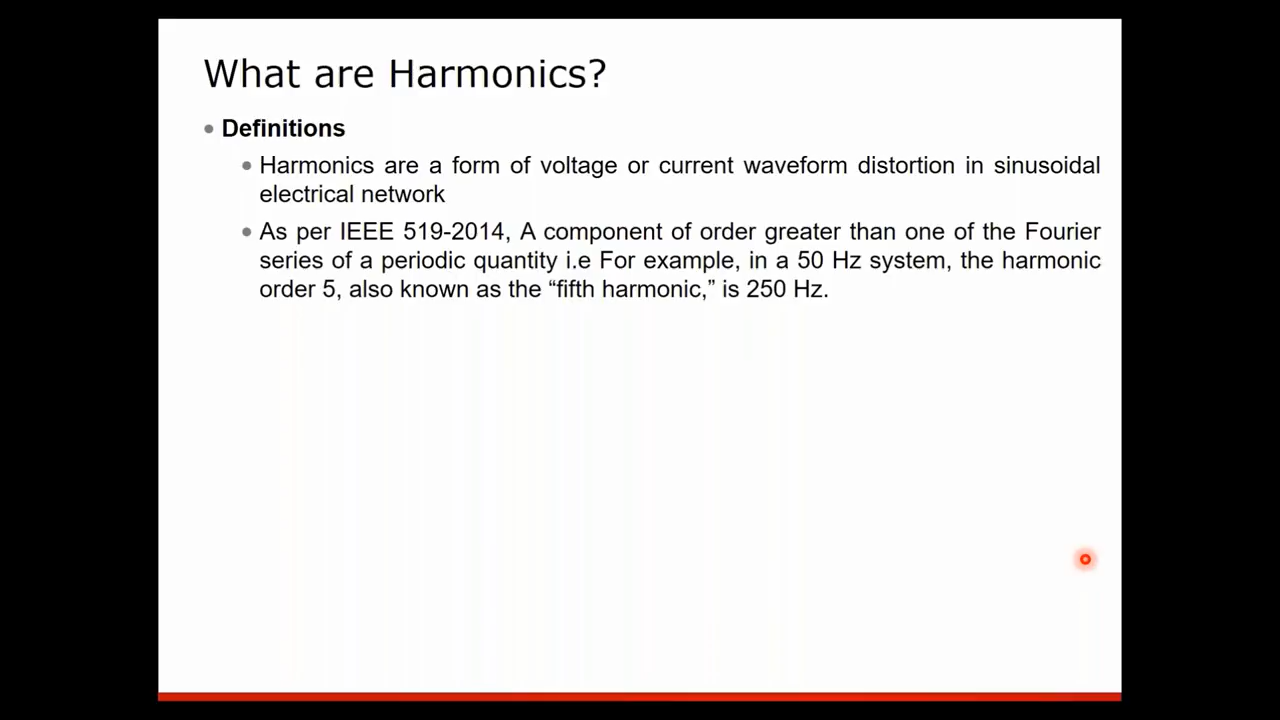 What are Harmonics?
Definitions
Harmonics are a form of voltage or current waveform distortion in sinusoidal
electrical network
As per IEEE 519-2014, A component of order greater than one of the Fourier
series of a periodic quantity i.e For example, in a 50 Hz system, the harmonic
order 5, also known as the “fifth harmonic,” is 250 Hz.